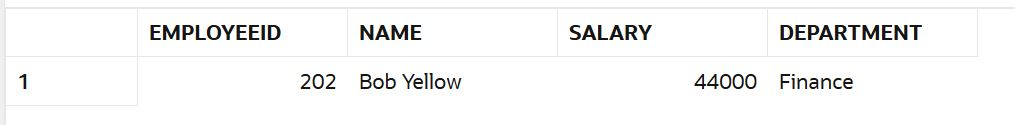 EMPLOYEEID NAME SALARY DEPARTMENT
1 202 Bob Yellow 44000 Finance